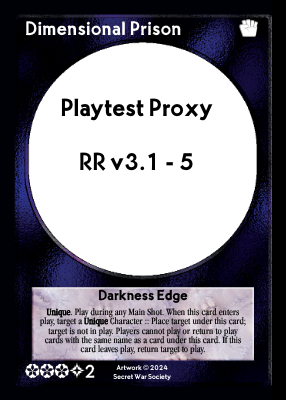 Dimensional Prison
Playtest Proxy
RR v3.1 - 5
Darkness Edge
Unique. Play during any Main Shot. When this card enters
play, target a Unique Character :: Place target under this card;
target is not in play. Players cannot play or return to play
cards with the same name as a card under this card. If this
card leaves play, return target to play.
2
Artwork © 2024
Secret War Society